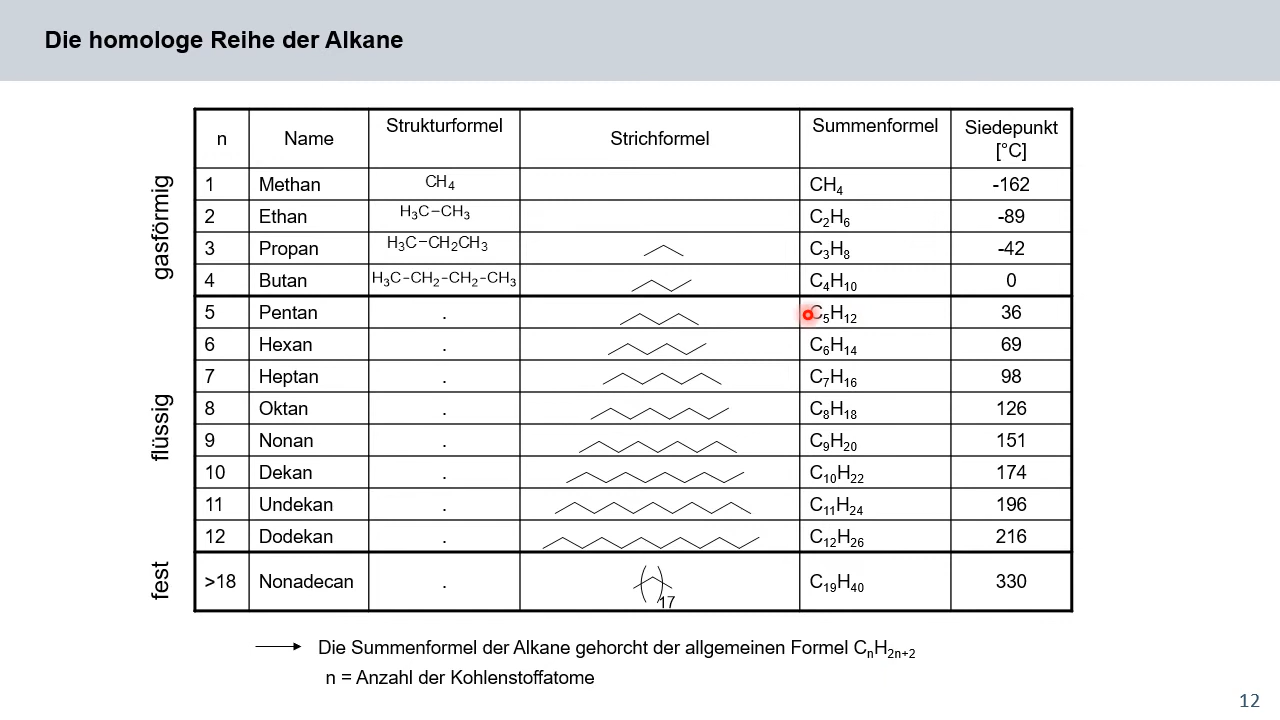 Die homologe Reihe der Alkane
n Name Strukturformel Strichformel Summenformel Siedepunkt [°C]
gasförmig
1 Methan CH₄ CH₄ -162
2 Ethan H₃C–CH₃ C₂H₆ -89
3 Propan H₃C–CH₂CH₃ C₃H₈ -42
4 Butan H₃C–CH₂–CH₂–CH₃ C₄H₁₀ 0
flüssig
5 Pentan . C₅H₁₂ 36
6 Hexan . C₆H₁₄ 69
7 Heptan . C₇H₁₆ 98
8 Oktan . C₈H₁₈ 126
9 Nonan . C₉H₂₀ 151
10 Dekan . C₁₀H₂₂ 174
11 Undekan . C₁₁H₂₄ 196
12 Dodekan . C₁₂H₂₆ 216
fest
>18 Nonadecan . ( )17 C₁₉H₄₀ 330
Die Summenformel der Alkane gehorcht der allgemeinen Formel CₙH₂ₙ₊₂
n = Anzahl der Kohlenstoffatome
12